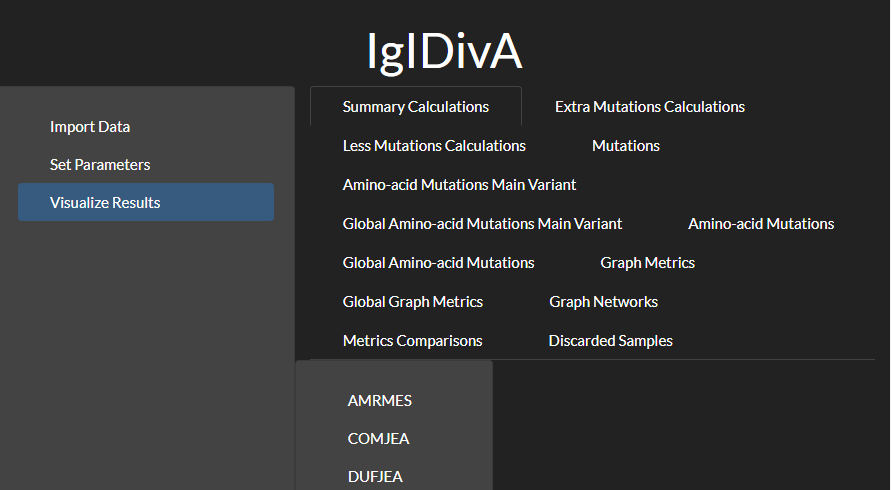 IgIDivA
Import Data
Set Parameters
Visualize Results
Summary Calculations Extra Mutations Calculations
Less Mutations Calculations Mutations
Amino-acid Mutations Main Variant
Global Amino-acid Mutations Main Variant Amino-acid Mutations
Global Amino-acid Mutations Graph Metrics
Global Graph Metrics Graph Networks
Metrics Comparisons Discarded Samples
AMRMES
COMJEA
DUFJEA